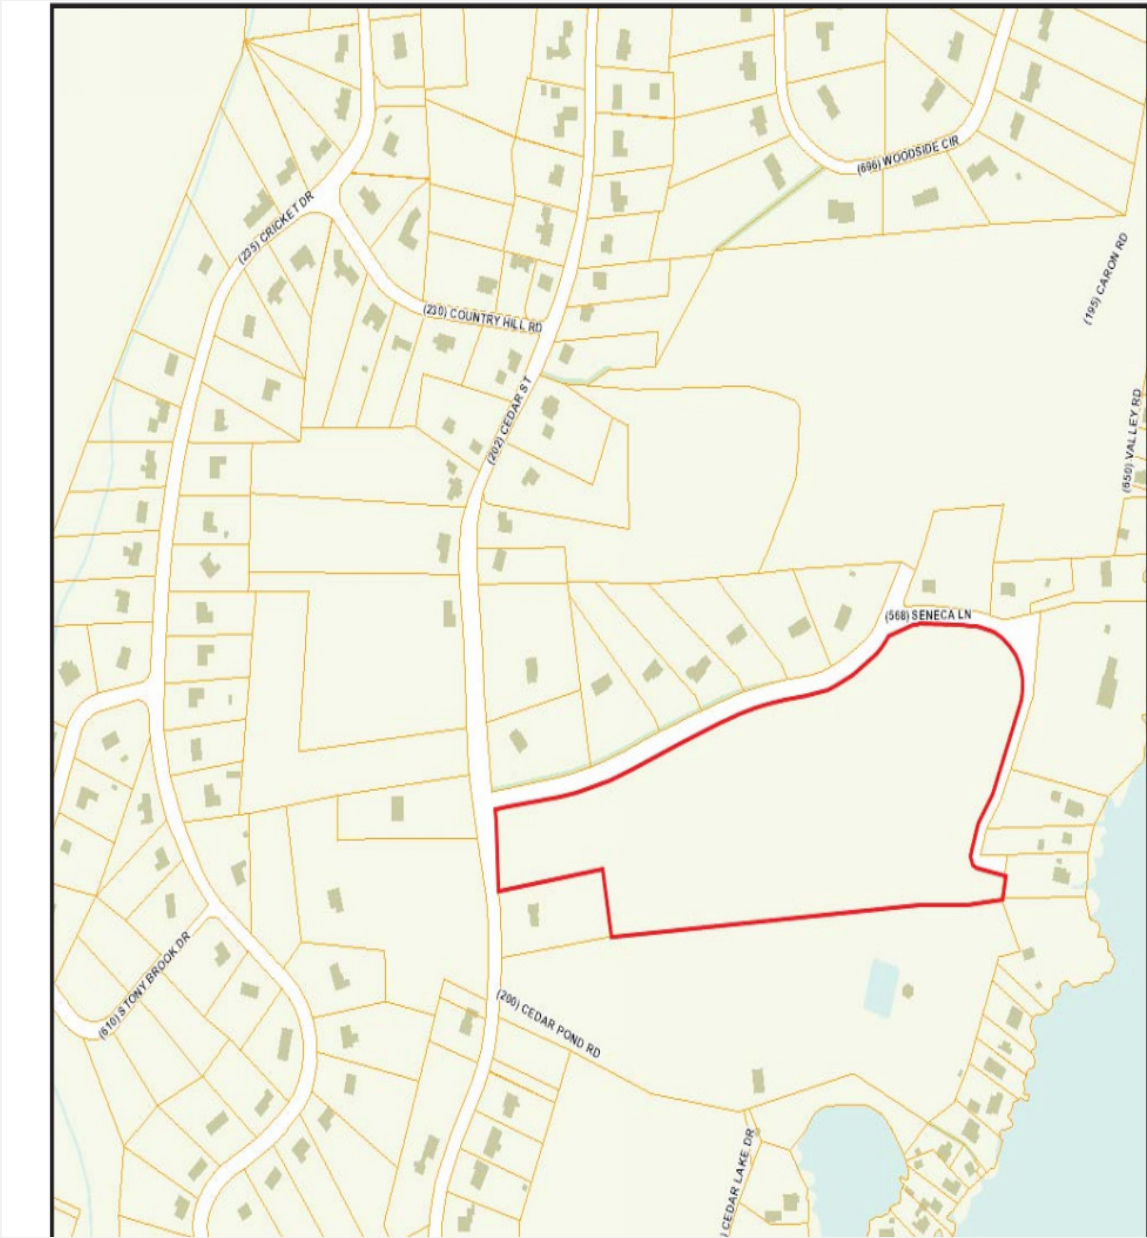 (696) WOODSIDE CIR
(235) CRICKET DR
(195) CARON RD
(230) COUNTRY HILL RD
(202) CEDAR ST
(650) VALLEY RD
(568) SENECA LN
(610) STONY BROOK DR
(200) CEDAR POND RD
) CEDAR LAKE DR